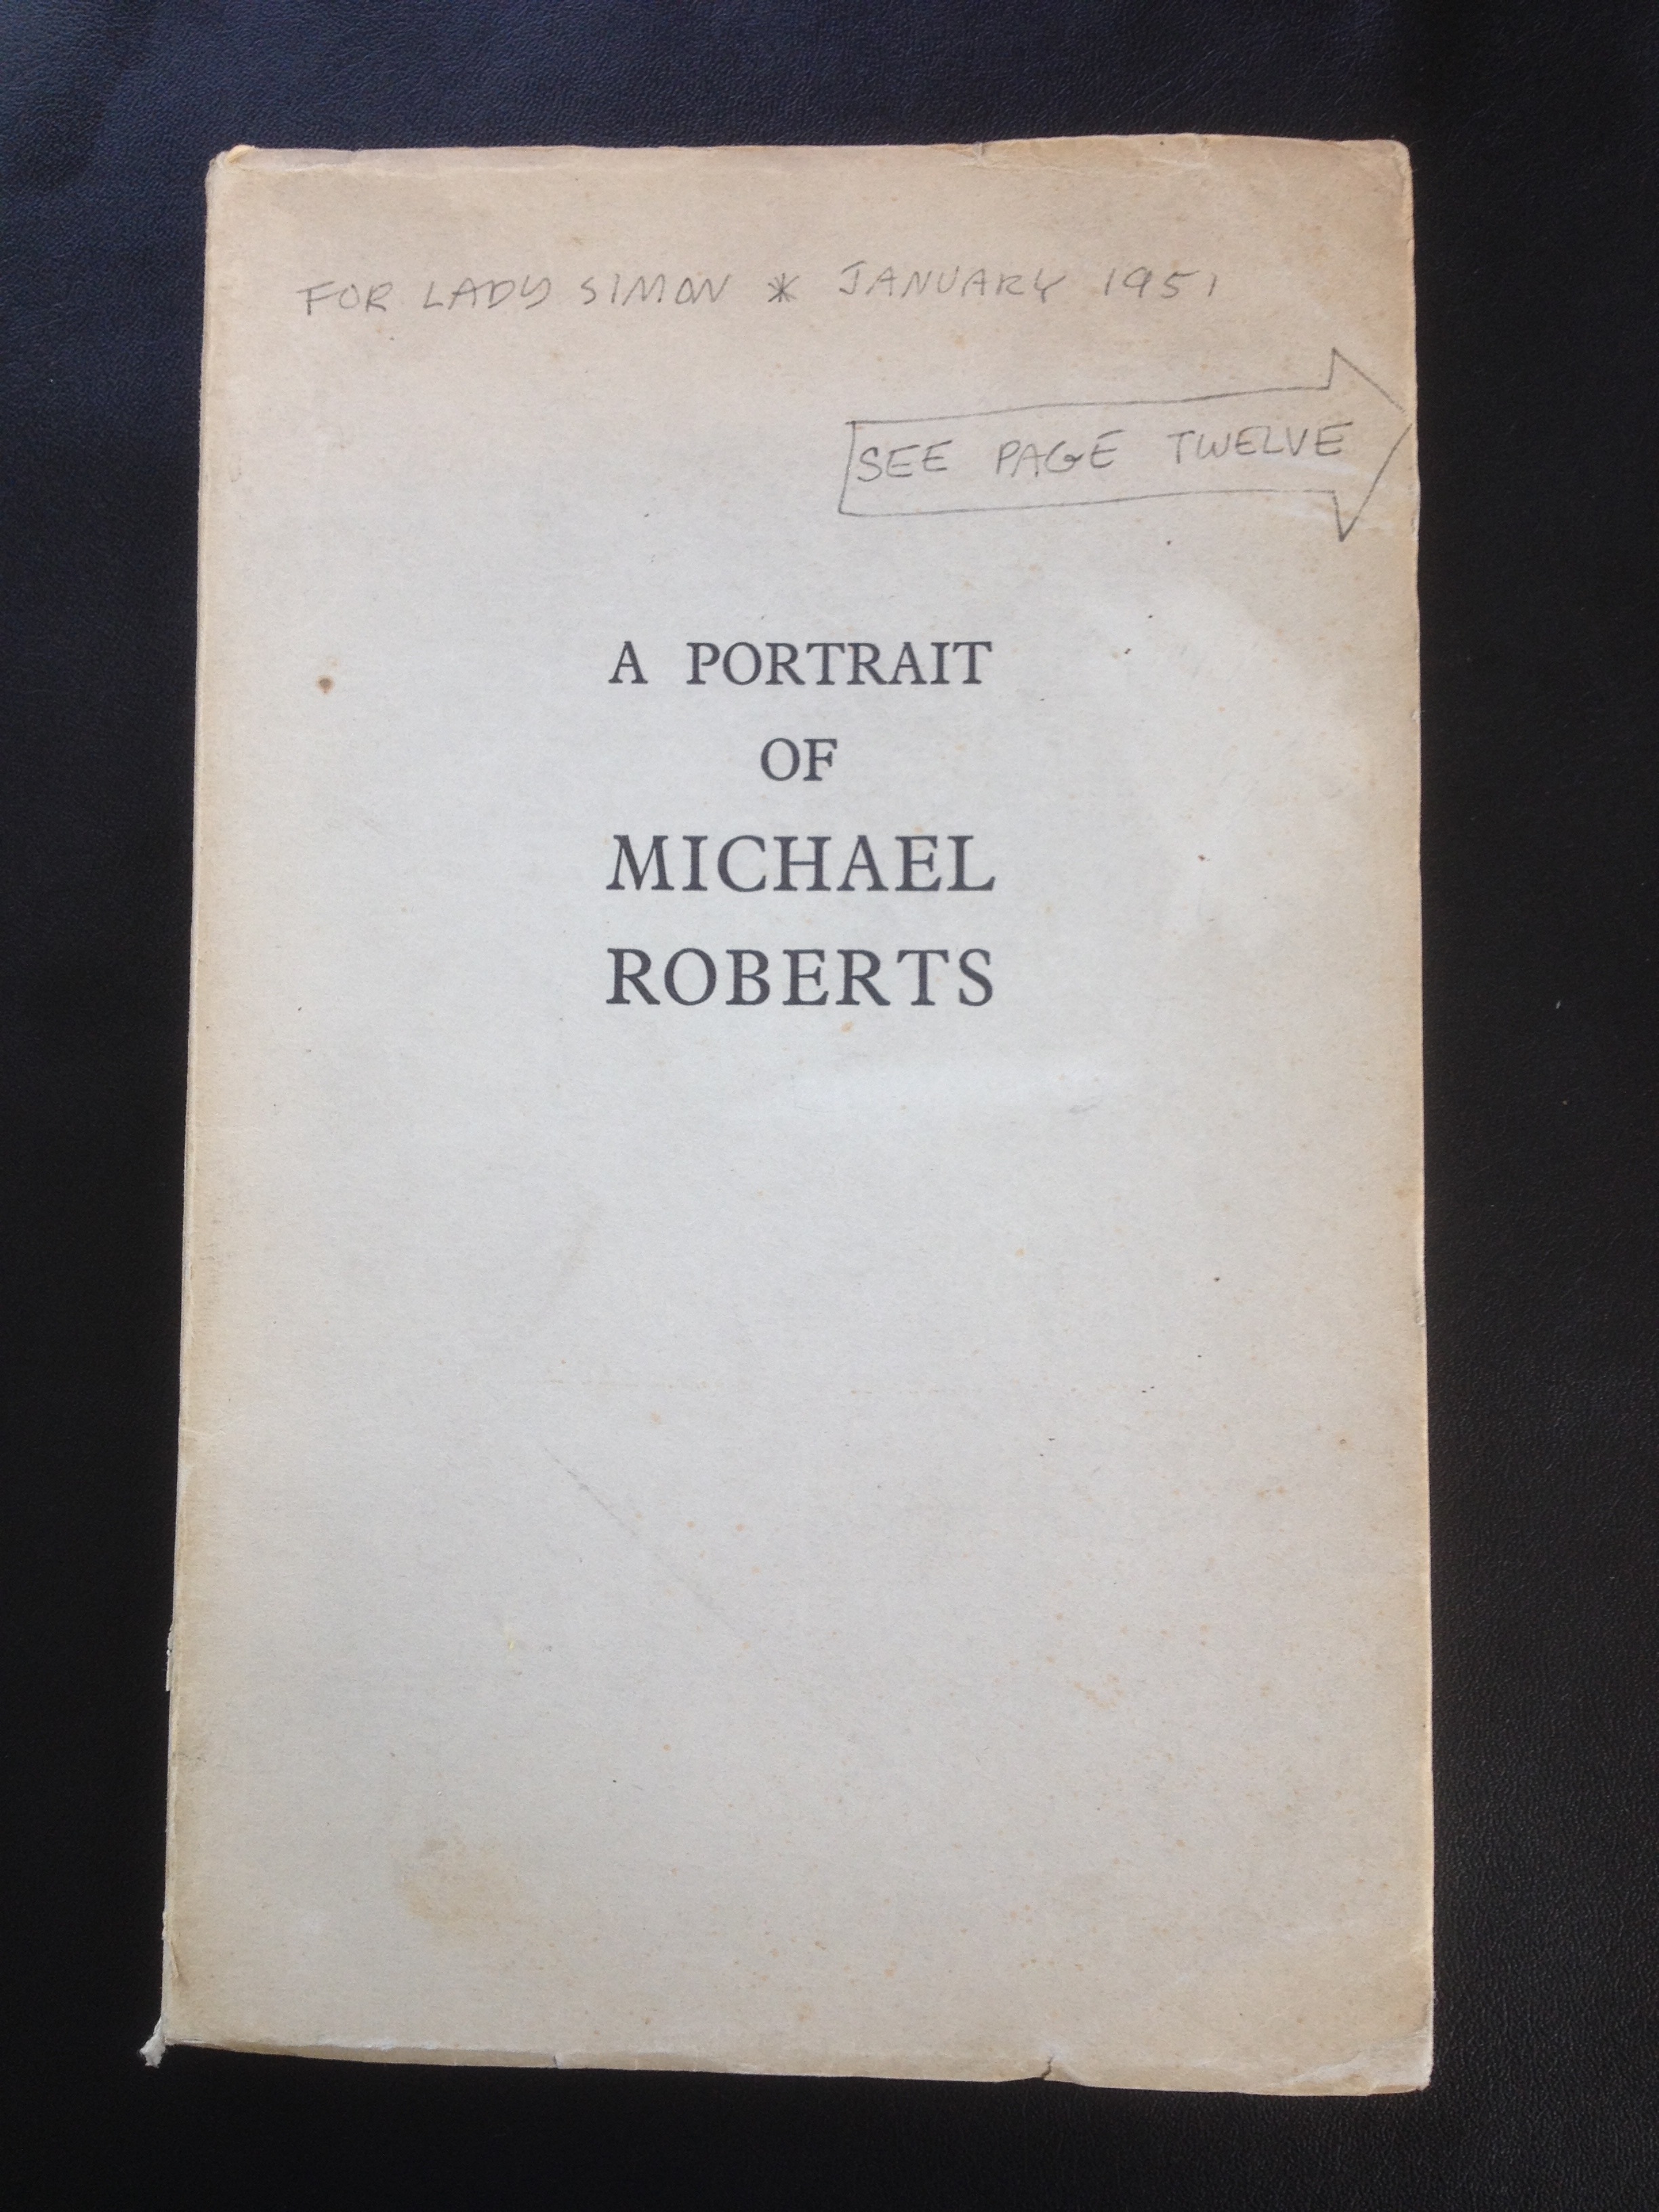 FOR LADY SIMON * JANUARY 1951
SEE PAGE TWELVE
A PORTRAIT
OF
MICHAEL
ROBERTS